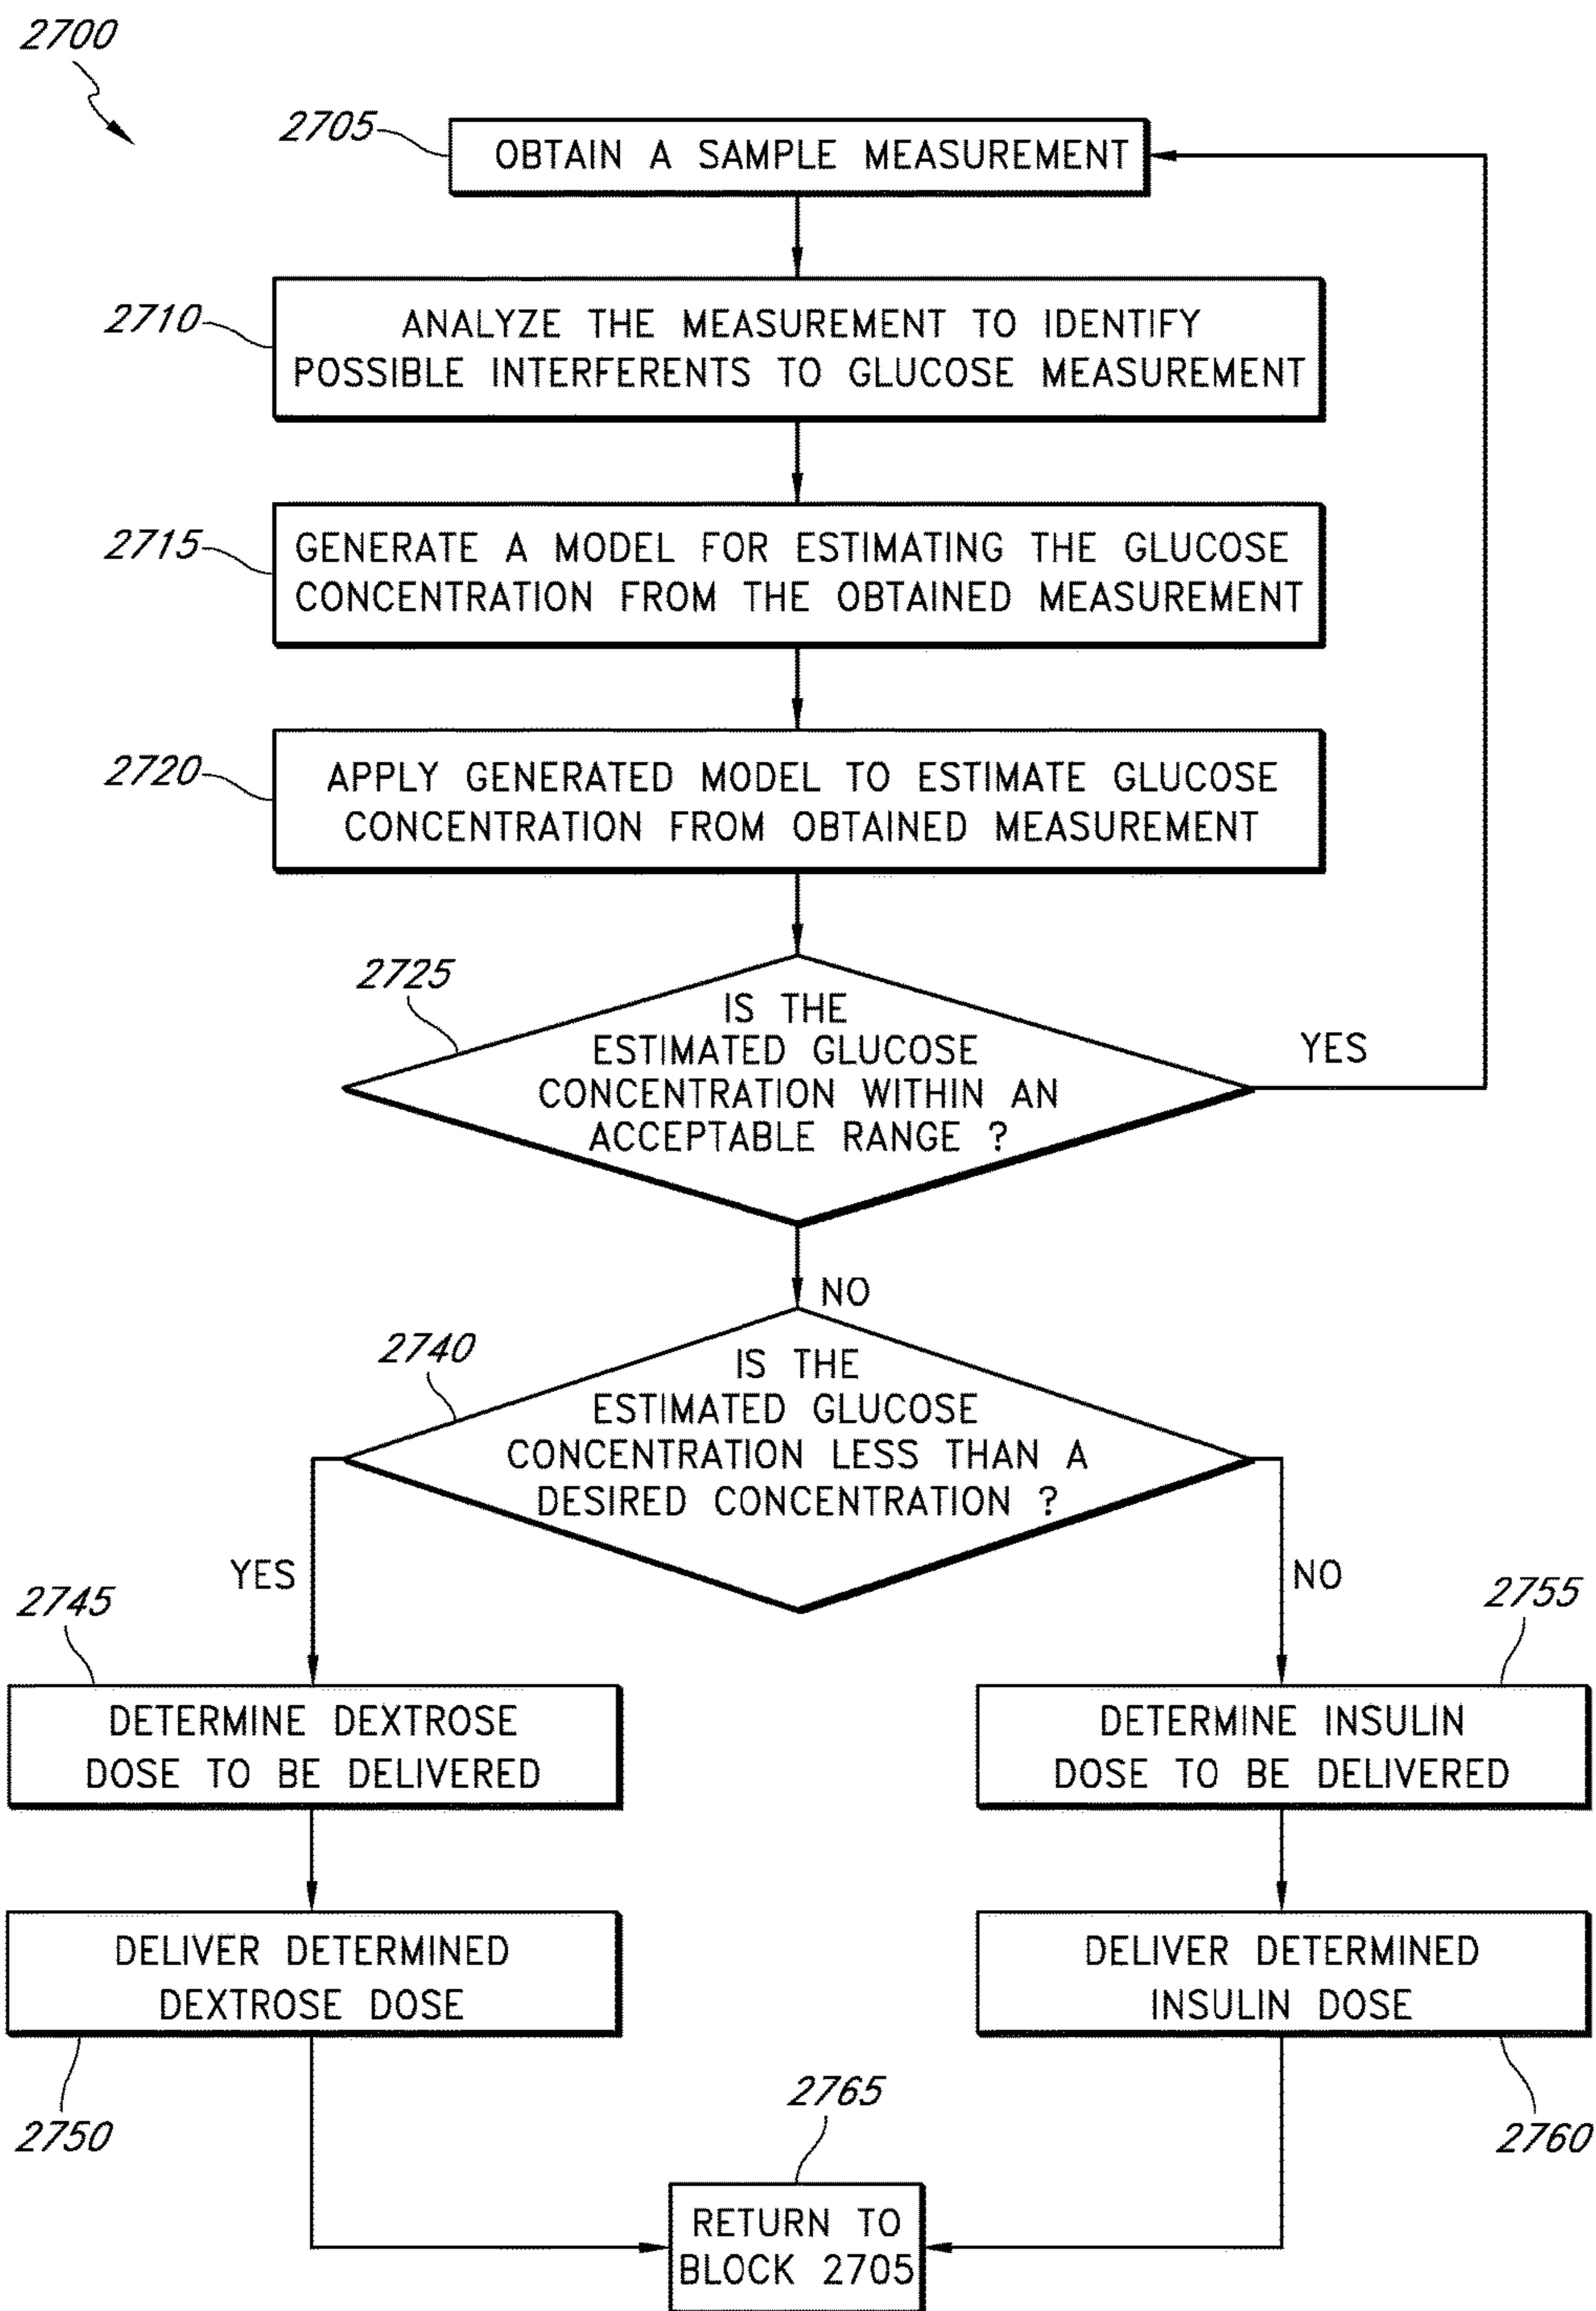 2700
2705
OBTAIN A SAMPLE MEASUREMENT
2710
ANALYZE THE MEASUREMENT TO IDENTIFY
POSSIBLE INTERFERENTS TO GLUCOSE MEASUREMENT
2715
GENERATE A MODEL FOR ESTIMATING THE GLUCOSE
CONCENTRATION FROM THE OBTAINED MEASUREMENT
2720
APPLY GENERATED MODEL TO ESTIMATE GLUCOSE
CONCENTRATION FROM OBTAINED MEASUREMENT
2725
IS THE
ESTIMATED GLUCOSE
CONCENTRATION WITHIN AN
ACCEPTABLE RANGE ?
YES
NO
2740
IS THE
ESTIMATED GLUCOSE
CONCENTRATION LESS THAN A
DESIRED CONCENTRATION ?
YES
NO
2745
DETERMINE DEXTROSE
DOSE TO BE DELIVERED
2755
DETERMINE INSULIN
DOSE TO BE DELIVERED
DELIVER DETERMINED
DEXTROSE DOSE
2750
DELIVER DETERMINED
INSULIN DOSE
2760
2765
RETURN TO
BLOCK 2705